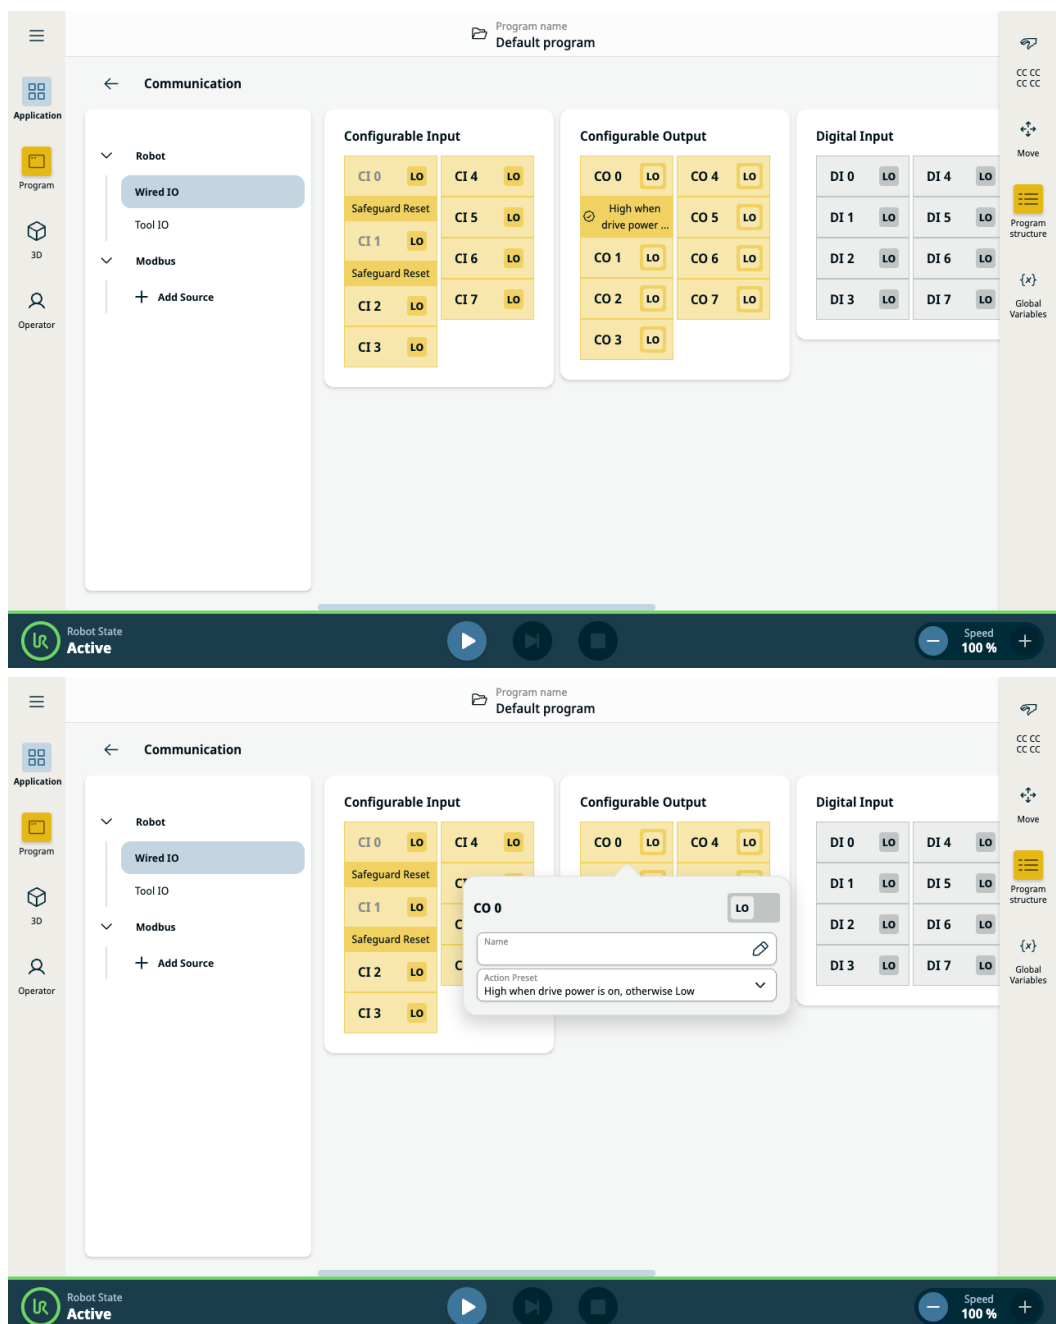 Program name
Default program
Application
Program
3D
Operator
Communication
Robot
Wired IO
Tool IO
Modbus
Add Source
Configurable Input
CI 0 LO CI 4 LO
Safeguard Reset
CI 5 LO
CI 1 LO
CI 6 LO
Safeguard Reset
CI 2 LO CI 7 LO
CI 3 LO
Configurable Output
CO 0 LO CO 4 LO
High when
drive power ...
CO 5 LO
CO 1 LO CO 6 LO
CO 2 LO CO 7 LO
CO 3 LO
Digital Input
DI 0 LO DI 4 LO
DI 1 LO DI 5 LO
DI 2 LO DI 6 LO
DI 3 LO DI 7 LO
CC CC
CC CC
Move
Program
structure
{x}
Global
Variables
UR
Robot State
Active
Speed
100 %
Program name
Default program
Application
Program
3D
Operator
Communication
Robot
Wired IO
Tool IO
Modbus
Add Source
Configurable Input
CI 0 LO CI 4 LO
Safeguard Reset
CI 1 LO
Safeguard Reset
CI 2 LO
CI 3 LO
Configurable Output
CO 0 LO CO 4 LO
CO 0 LO
Name
Action Preset
High when drive power is on, otherwise Low
Digital Input
DI 0 LO DI 4 LO
DI 1 LO DI 5 LO
DI 2 LO DI 6 LO
DI 3 LO DI 7 LO
CC CC
CC CC
Move
Program
structure
{x}
Global
Variables
UR
Robot State
Active
Speed
100 %